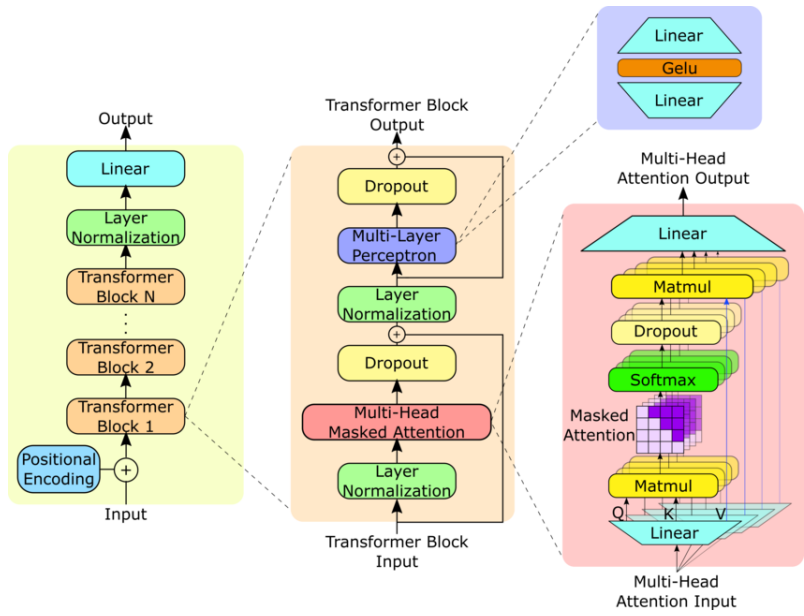 Output
Linear
Layer
Normalization
Transformer
Block N
Transformer
Block 2
Transformer
Block 1
Positional
Encoding
+
Input
Transformer Block
Output
+
Dropout
Multi-Layer
Perceptron
Layer
Normalization
+
Dropout
Multi-Head
Masked Attention
Layer
Normalization
Transformer Block
Input
Linear
Gelu
Linear
Multi-Head
Attention Output
Linear
Matmul
Dropout
Softmax
Masked
Attention
Matmul
Q K V
Linear
Multi-Head
Attention Input